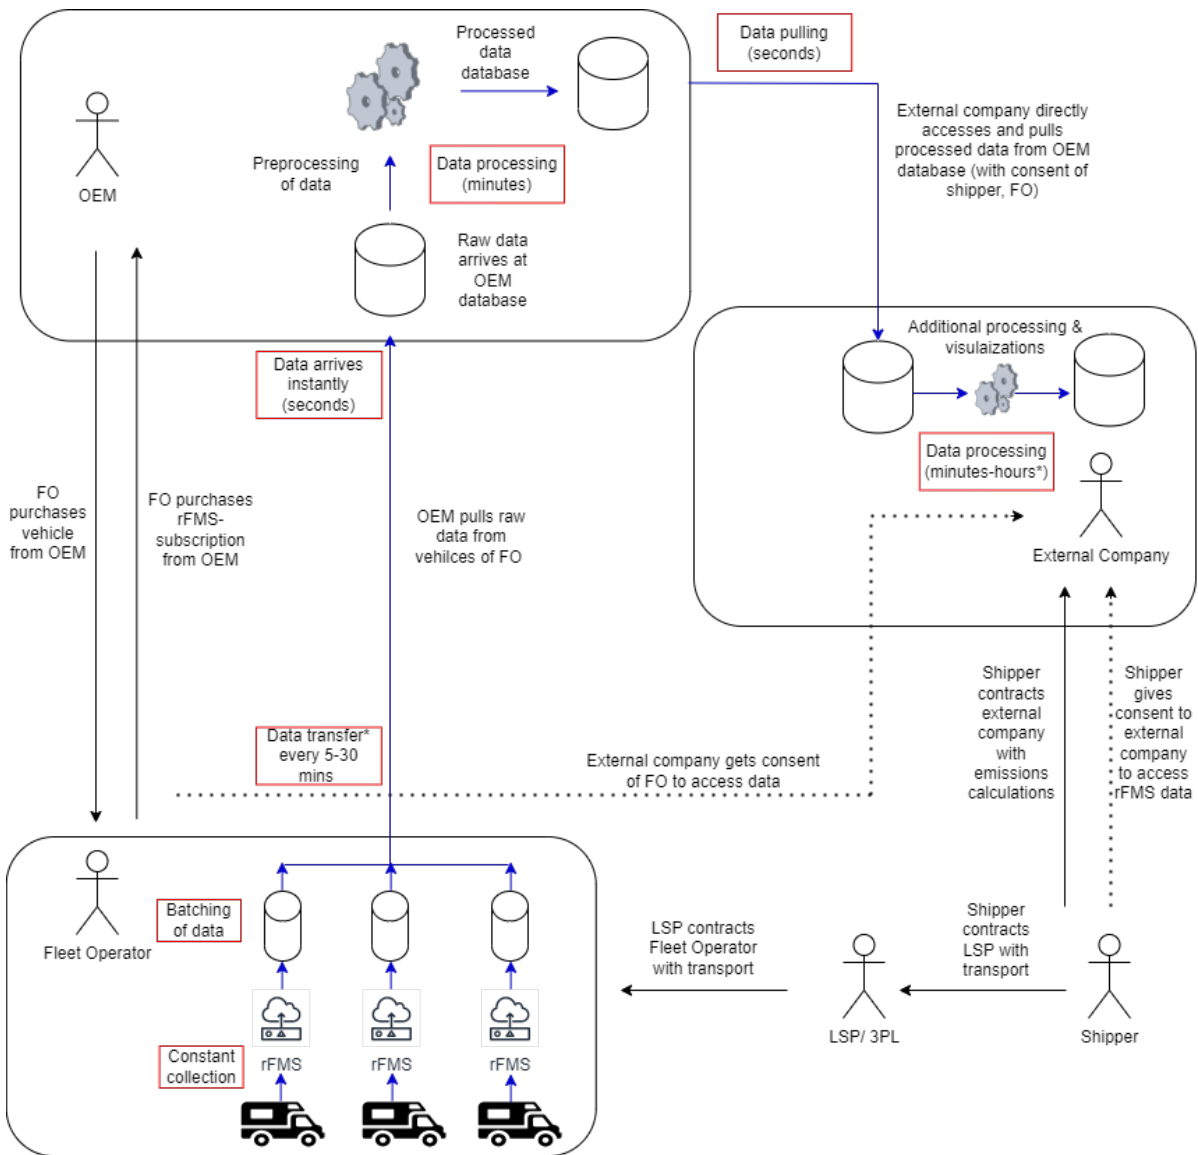 Processed
data
database
Data pulling
(seconds)
OEM
Preprocessing
of data
Data processing
(minutes)
Raw data
arrives at
OEM
database
External company directly
accesses and pulls
processed data from OEM
database (with consent of
shipper, FO)
Data arrives
instantly
(seconds)
Additional processing &
visulaizations
Data processing
(minutes-hours*)
External Company
FO
purchases
vehicle
from OEM
FO purchases
rFMS-
subscription
from OEM
OEM pulls raw
data from
vehilces of FO
Data transfer*
every 5-30
mins
External company gets consent
of FO to access data
Shipper
contracts
external
company
with
emissions
calculations
Shipper
gives
consent to
external
company
to access
rFMS data
Fleet Operator
Batching
of data
Constant
collection
rFMS
rFMS
rFMS
LSP contracts
Fleet Operator
with transport
LSP/ 3PL
Shipper
contracts
LSP with
transport
Shipper